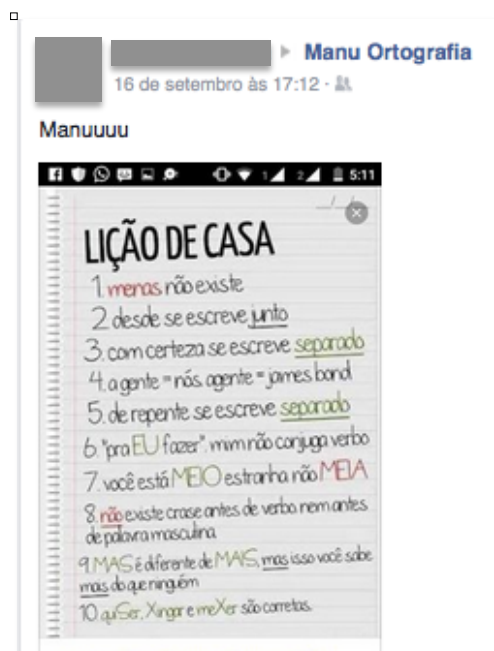 Manu Ortografia
16 de setembro às 17:12 ·
Manuuuu
5:11
LIÇÃO DE CASA
1. menas não existe
2. desde se escreve junto
3. com certeza se escreve separado
4. a gente = nós. agente = james bond
5. de repente se escreve separado
6. "pra EU fazer". mim não conjuga verbo
7. você está MEIO estranha não MEIA
8. não existe crase antes de verbo nem antes
de palavra masculina
9 MAS é diferente de MAIS, mas isso você sabe
mais do que ninguém
10 quiSer, Xingar e meXer são corretas.